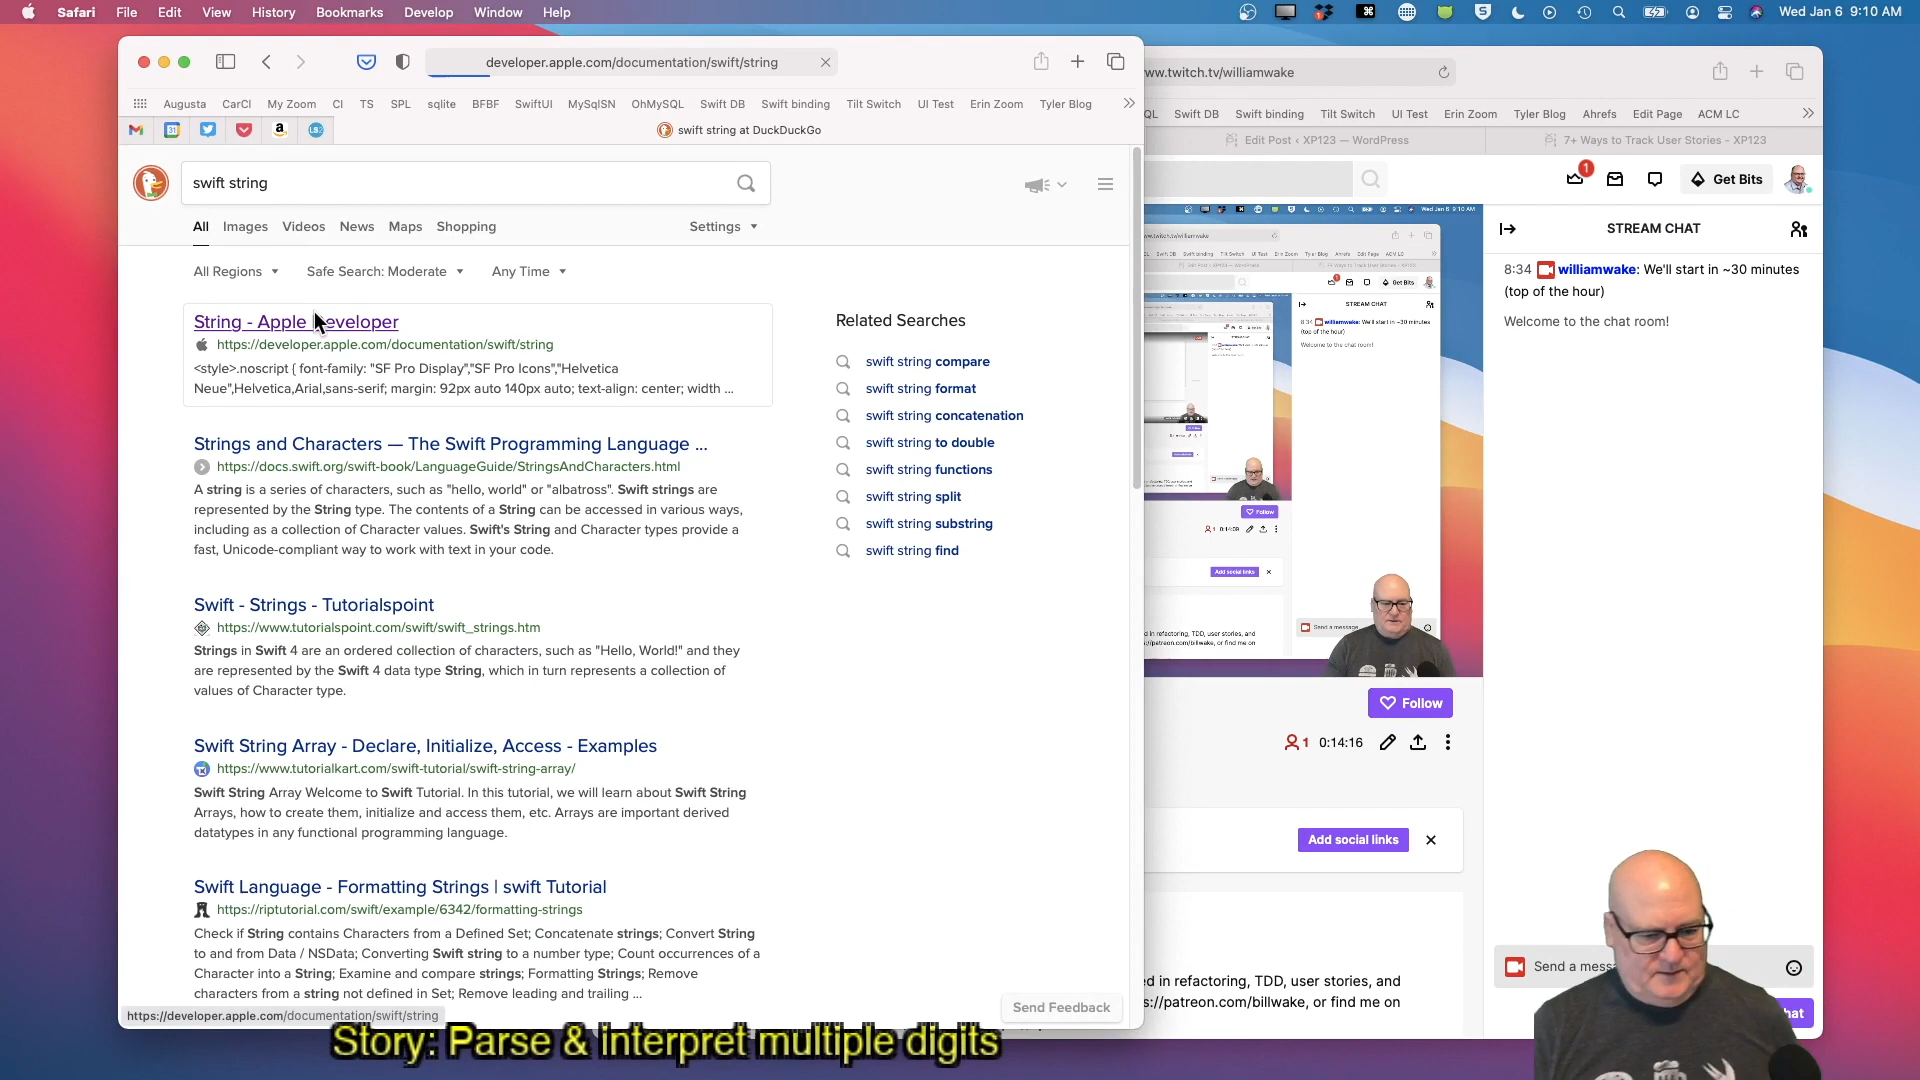 Safari File Edit View History Bookmarks Develop Window Help
Wed Jan 6 9:10 AM
developer.apple.com/documentation/swift/string
Augusta CarCI My Zoom CI TS SPL sqlite BFBF SwiftUI MySqlSN OhMySQL Swift DB Swift binding Tilt Switch UI Test Erin Zoom Tyler Blog
swift string at DuckDuckGo
swift string
All Images Videos News Maps Shopping Settings
All Regions Safe Search: Moderate Any Time
String - Apple Developer
https://developer.apple.com/documentation/swift/string
<style>.noscript { font-family: "SF Pro Display","SF Pro Icons","Helvetica
Neue",Helvetica,Arial,sans-serif; margin: 92px auto 140px auto; text-align: center; width ...
Strings and Characters — The Swift Programming Language ...
https://docs.swift.org/swift-book/LanguageGuide/StringsAndCharacters.html
A string is a series of characters, such as "hello, world" or "albatross". Swift strings are
represented by the String type. The contents of a String can be accessed in various ways,
including as a collection of Character values. Swift's String and Character types provide a
fast, Unicode-compliant way to work with text in your code.
Swift - Strings - Tutorialspoint
https://www.tutorialspoint.com/swift/swift_strings.htm
Strings in Swift 4 are an ordered collection of characters, such as "Hello, World!" and they
are represented by the Swift 4 data type String, which in turn represents a collection of
values of Character type.
Swift String Array - Declare, Initialize, Access - Examples
https://www.tutorialkart.com/swift-tutorial/swift-string-array/
Swift String Array Welcome to Swift Tutorial. In this tutorial, we will learn about Swift String
Arrays, how to create them, initialize and access them, etc. Arrays are important derived
datatypes in any functional programming language.
Swift Language - Formatting Strings | swift Tutorial
https://riptutorial.com/swift/example/6342/formatting-strings
Check if String contains Characters from a Defined Set; Concatenate strings; Convert String
to and from Data / NSData; Converting Swift string to a number type; Count occurrences of a
Character into a String; Examine and compare strings; Formatting Strings; Remove
characters from a string not defined in Set; Remove leading and trailing ...
https://developer.apple.com/documentation/swift/string
Related Searches
swift string compare
swift string format
swift string concatenation
swift string to double
swift string functions
swift string split
swift string substring
swift string find
Send Feedback
ww.twitch.tv/williamwake
QL Swift DB Swift binding Tilt Switch UI Test Erin Zoom Tyler Blog Ahrefs Edit Page ACM LC
Edit Post ‹ XP123 — WordPress
7+ Ways to Track User Stories - XP123
1
Get Bits
STREAM CHAT
8:34 williamwake: We'll start in ~30 minutes
(top of the hour)
Welcome to the chat room!
Follow
1 0:14:16
Add social links
d in refactoring, TDD, user stories, and
s://patreon.com/billwake, or find me on
Send a mess
hat
Story: Parse & interpret multiple digits